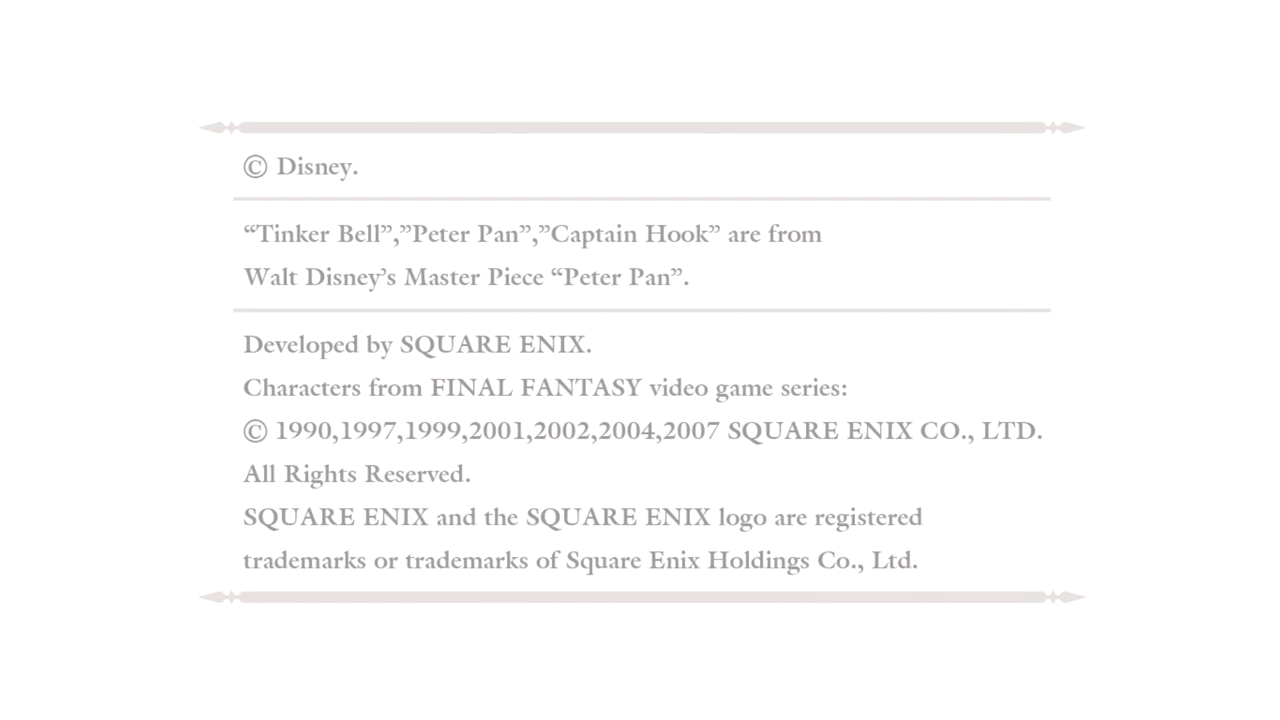 © Disney.
“Tinker Bell”,”Peter Pan”,”Captain Hook” are from
Walt Disney’s Master Piece “Peter Pan”.
Developed by SQUARE ENIX.
Characters from FINAL FANTASY video game series:
© 1990,1997,1999,2001,2002,2004,2007 SQUARE ENIX CO., LTD.
All Rights Reserved.
SQUARE ENIX and the SQUARE ENIX logo are registered
trademarks or trademarks of Square Enix Holdings Co., Ltd.